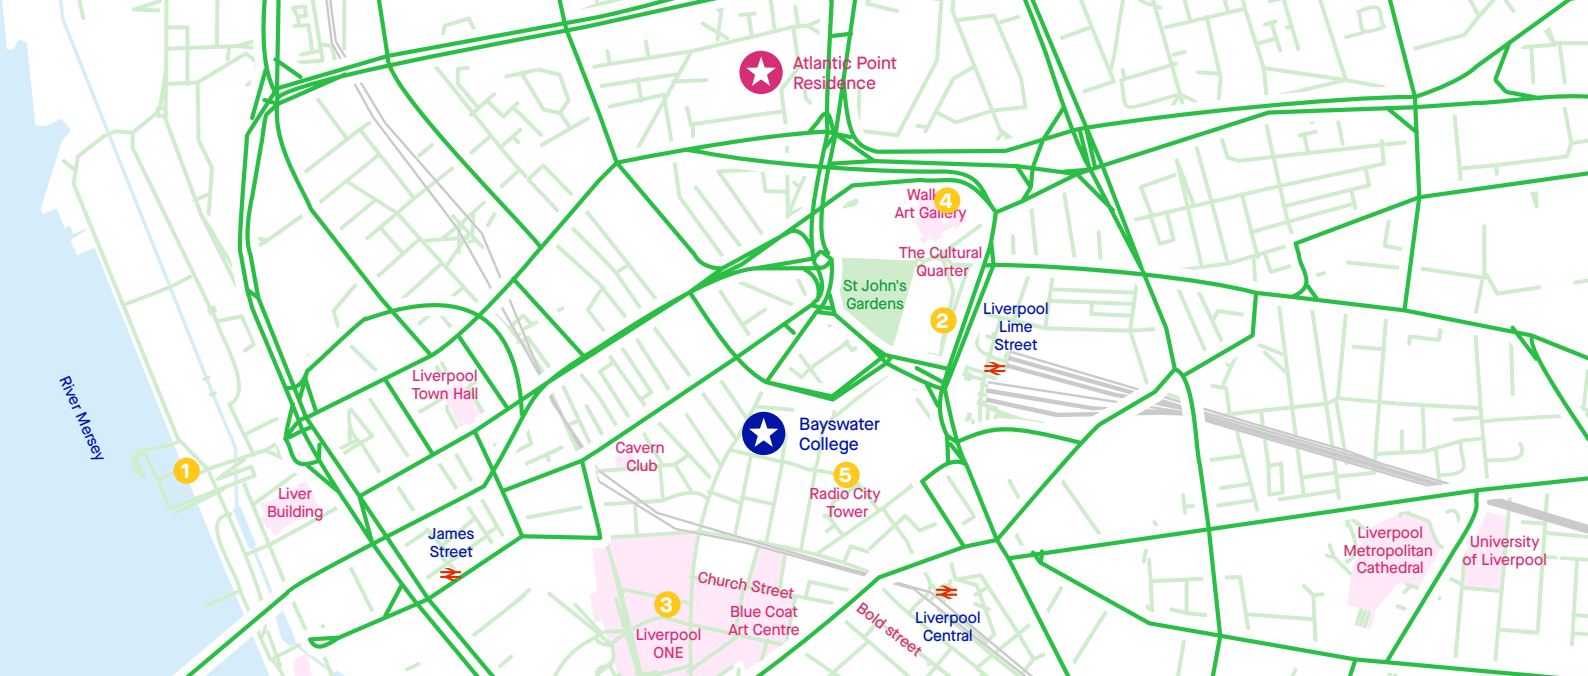 Atlantic Point
Residence
Wall
4
Art Gallery
The Cultural
Quarter
St John's
Gardens
2
Liverpool
Lime
Street
River Mersey
Liverpool
Town Hall
Bayswater
College
Cavern
Club
1
5
Radio City
Tower
Liver
Building
James
Street
Liverpool
Metropolitan
Cathedral
University
of Liverpool
Church Street
3
Blue Coat
Art Centre
Liverpool
ONE
Bold street
Liverpool
Central